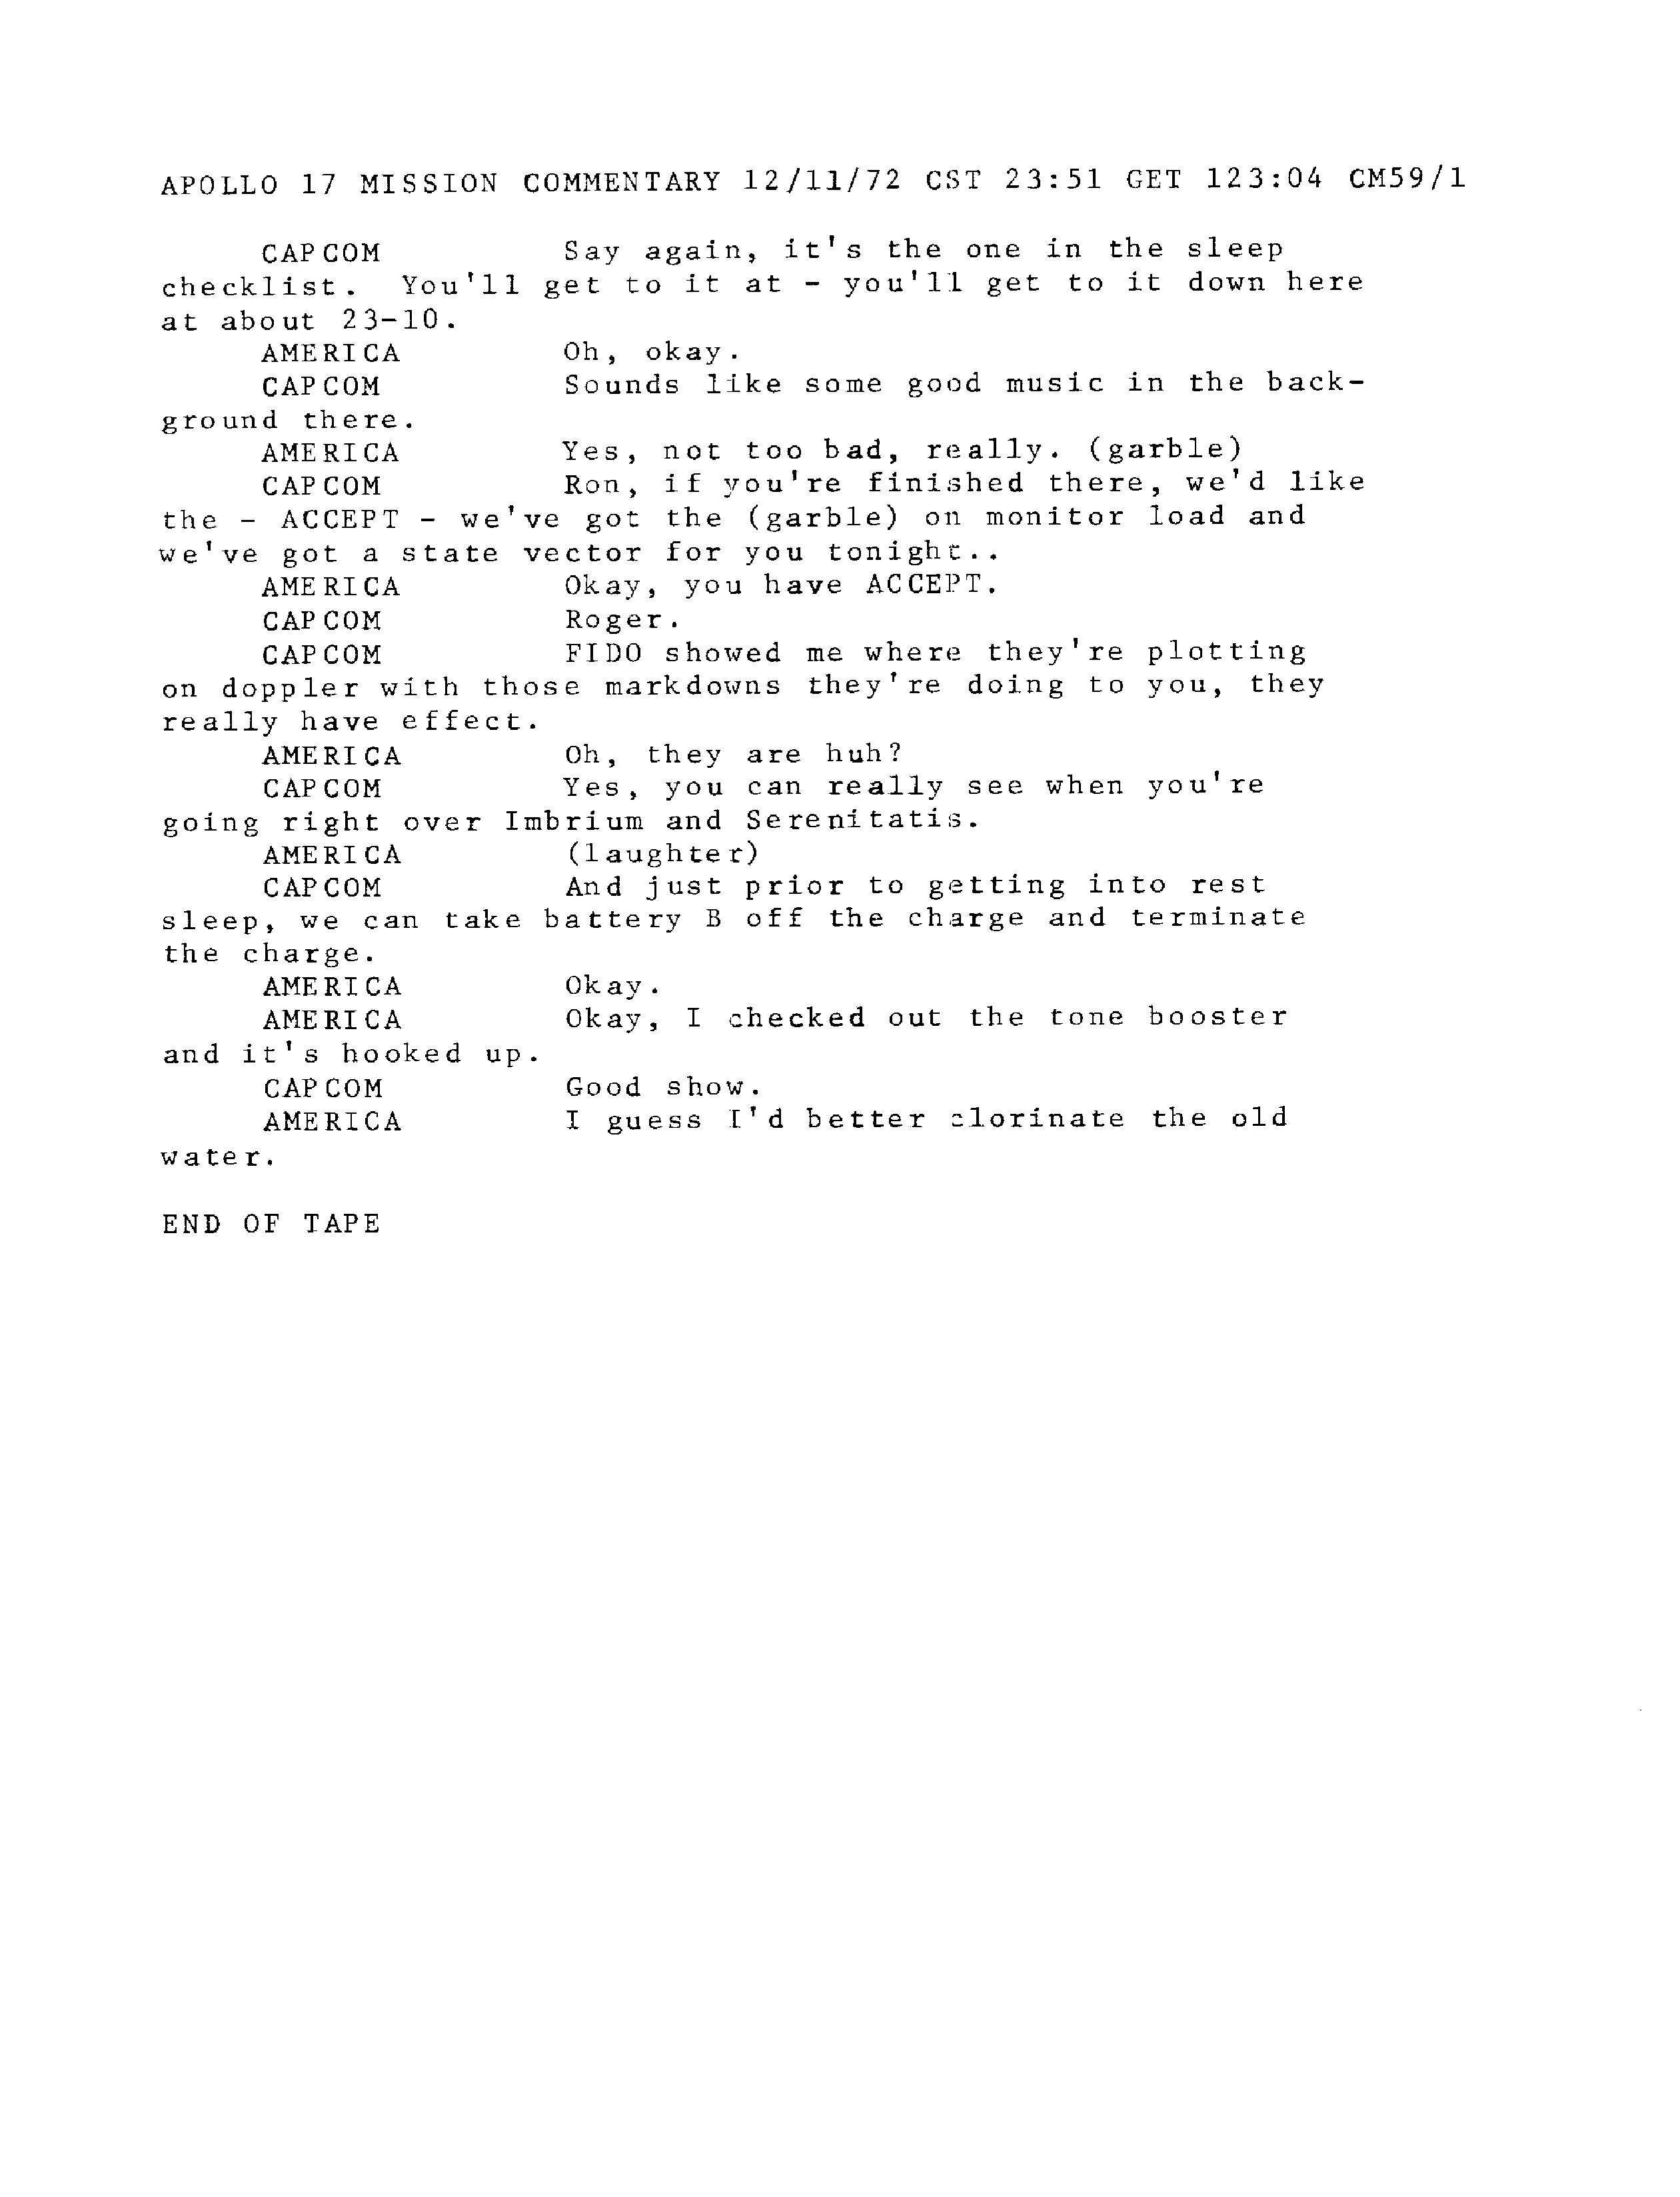 APOLLO 17 MISSION COMMENTARY 12/11/72 CST 23:51 GET 123:04 CM59/1
CAPCOM Say again, it's the one in the sleep
checklist. You'll get to it at - you'll get to it down here
at about 23-10.
AMERICA Oh, okay.
CAPCOM Sounds like some good music in the back-
ground there.
AMERICA Yes, not too bad, really. (garble)
CAPCOM Ron, if you're finished there, we'd like
the - ACCEPT - we've got the (garble) on monitor load and
we've got a state vector for you tonight..
AMERICA Okay, you have ACCEPT.
CAPCOM Roger.
CAPCOM FIDO showed me where they're plotting
on doppler with those markdowns they're doing to you, they
really have effect.
AMERICA Oh, they are huh?
CAPCOM Yes, you can really see when you're
going right over Imbrium and Serenitatis.
AMERICA (laughter)
CAPCOM And just prior to getting into rest
sleep, we can take battery B off the charge and terminate
the charge.
AMERICA Okay.
AMERICA Okay, I checked out the tone booster
and it's hooked up.
CAPCOM Good show.
AMERICA I guess I'd better clorinate the old
water.
END OF TAPE